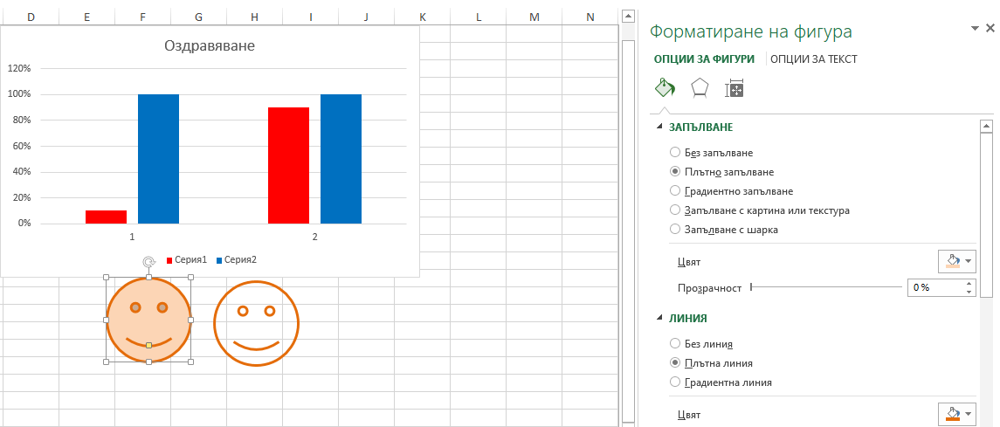 D E F G H I J K L M N
Оздравяване
120%
100%
80%
60%
40%
20%
0%
1 2
Серия1 Серия2
Форматиране на фигура
ОПЦИИ ЗА ФИГУРИ ОПЦИИ ЗА ТЕКСТ
ЗАПЪЛВАНЕ
Без запълване
Плътно запълване
Градиентно запълване
Запълване с картина или текстура
Запълване с шарка
Цвят
Прозрачност 0 %
ЛИНИЯ
Без линия
Плътна линия
Градиентна линия
Цвят